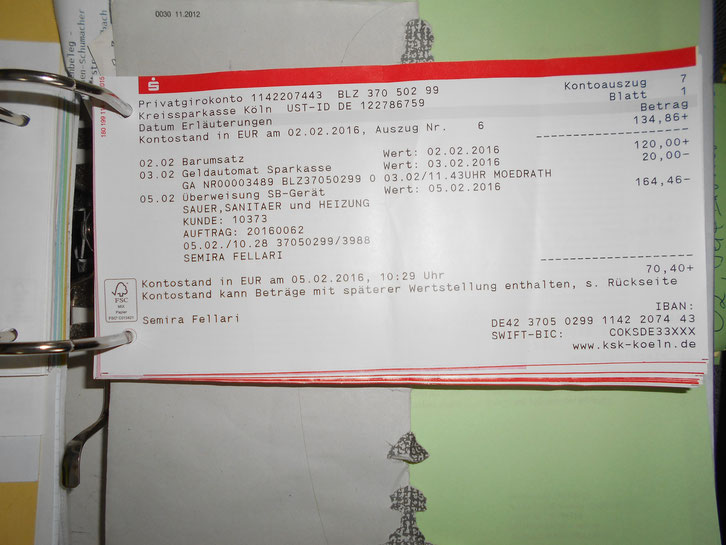 0030 11.2012
Privatgirokonto 1142207443 BLZ 370 502 99 Kontoauszug 7
Kreissparkasse Köln UST-ID DE 122786759 Blatt 1
Datum Erläuterungen Betrag
Kontostand in EUR am 02.02.2016, Auszug Nr. 6 134,86+
02.02 Barumsatz Wert: 02.02.2016 120,00+
03.02 Geldautomat Sparkasse Wert: 03.02.2016 20,00-
GA NR00003489 BLZ37050299 0 03.02/11.43UHR MOEDRATH
05.02 Überweisung SB-Gerät Wert: 05.02.2016 164,46-
SAUER,SANITAER und HEIZUNG
KUNDE: 10373
AUFTRAG: 20160062
05.02./10.28 37050299/3988
SEMIRA FELLARI
Kontostand in EUR am 05.02.2016, 10:29 Uhr 70,40+
Kontostand kann Beträge mit späterer Wertstellung enthalten, s. Rückseite
FSC
MIX
Papier
Semira Fellari
IBAN:
DE42 3705 0299 1142 2074 43
SWIFT-BIC: COKSDE33XXX
www.ksk-koeln.de